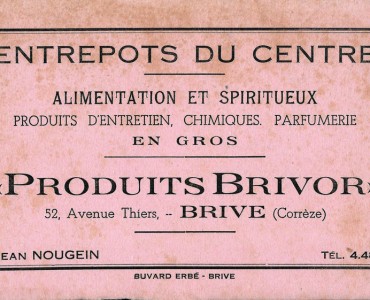 ENTREPOTS DU CENTRE
ALIMENTATION ET SPIRITUEUX
PRODUITS D'ENTRETIEN, CHIMIQUES. PARFUMERIE
EN GROS
«PRODUITS BRIVOR»
52, Avenue Thiers, -- BRIVE (Corrèze)
EAN NOUGEIN TÉL. 4.48
BUVARD ERBÉ - BRIVE